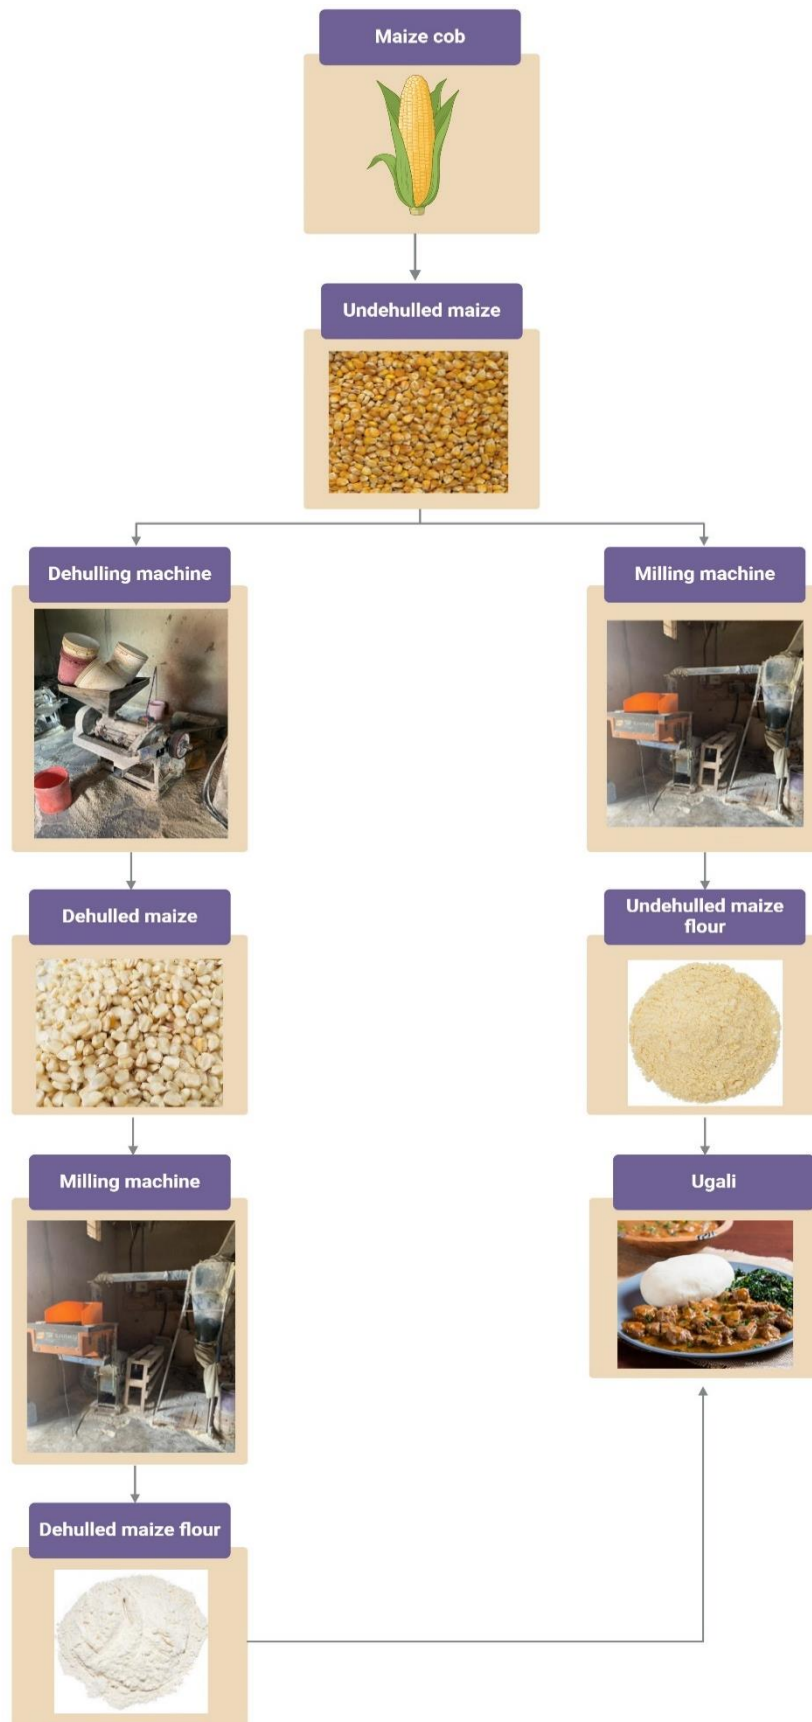 Maize cob
Undehulled maize
Dehulling machine
Milling machine
Dehulled maize
Undehulled maize
flour
Milling machine
Ugali
Dehulled maize flour